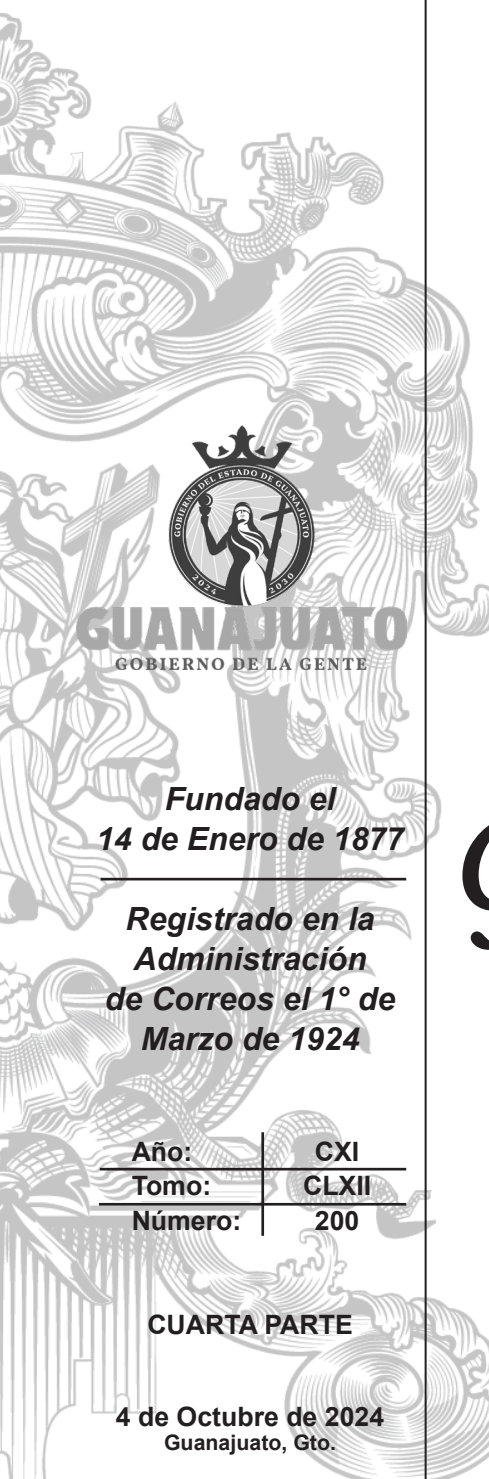 GOBIERNO DEL ESTADO DE GUANAJUATO
2024 2030
GUANAJUATO
GOBIERNO DE LA GENTE
Fundado el
14 de Enero de 1877
Registrado en la
Administración
de Correos el 1° de
Marzo de 1924
Año: CXI
Tomo: CLXII
Número: 200
CUARTA PARTE
4 de Octubre de 2024
Guanajuato, Gto.